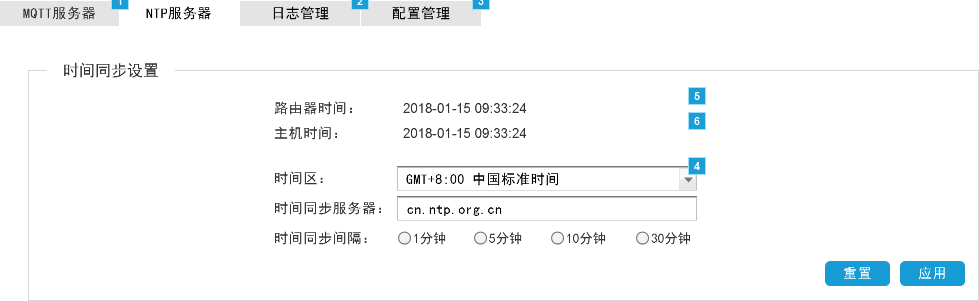 MQTT服务器 1 NTP服务器 日志管理 2 配置管理 3
时间同步设置
路由器时间： 2018-01-15 09:33:24 5
主机时间： 2018-01-15 09:33:24 6
时间区： GMT+8:00 中国标准时间 4
时间同步服务器： cn.ntp.org.cn
时间同步间隔： 1分钟 5分钟 10分钟 30分钟
重置 应用